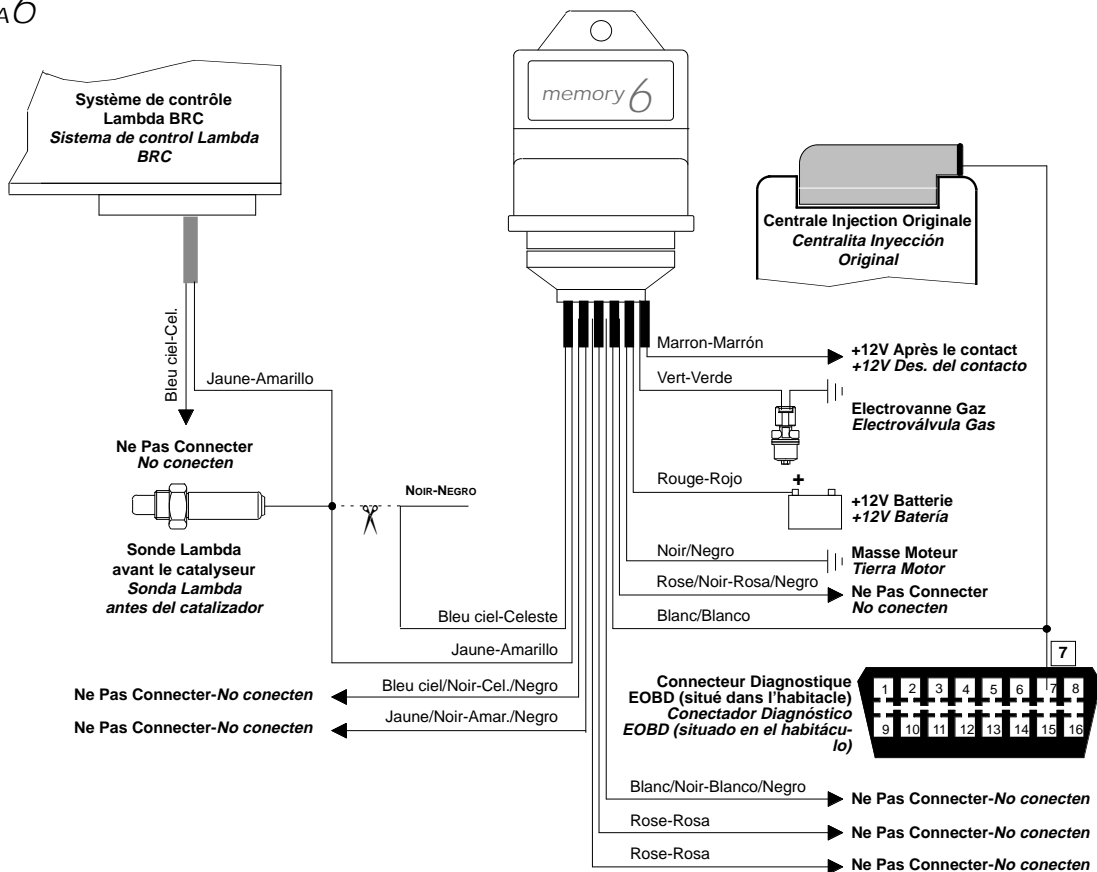 A6
Système de contrôle
Lambda BRC
Sistema de control Lambda
BRC
memory 6
Centrale Injection Originale
Centralita Inyección
Original
Bleu ciel-Cel.
Jaune-Amarillo
Ne Pas Connecter
No conecten
NOIR-NEGRO
Sonde Lambda
avant le catalyseur
Sonda Lambda
antes del catalizador
Marron-Marrón
+12V Après le contact
+12V Des. del contacto
Vert-Verde
Electrovanne Gaz
Electroválvula Gas
Rouge-Rojo
+
+12V Batterie
+12V Batería
Noir/Negro
Masse Moteur
Tierra Motor
Rose/Noir-Rosa/Negro
Ne Pas Connecter
No conecten
Bleu ciel-Celeste
Blanc/Blanco
Jaune-Amarillo
7
Bleu ciel/Noir-Cel./Negro
Ne Pas Connecter-No conecten
Jaune/Noir-Amar./Negro
Ne Pas Connecter-No conecten
Connecteur Diagnostique
EOBD (situé dans l'habitacle)
Conectador Diagnóstico
EOBD (situado en el habitácu-
lo)
1 2 3 4 5 6 7 8
9 10 11 12 13 14 15 16
Blanc/Noir-Blanco/Negro
Ne Pas Connecter-No conecten
Rose-Rosa
Ne Pas Connecter-No conecten
Rose-Rosa
Ne Pas Connecter-No conecten